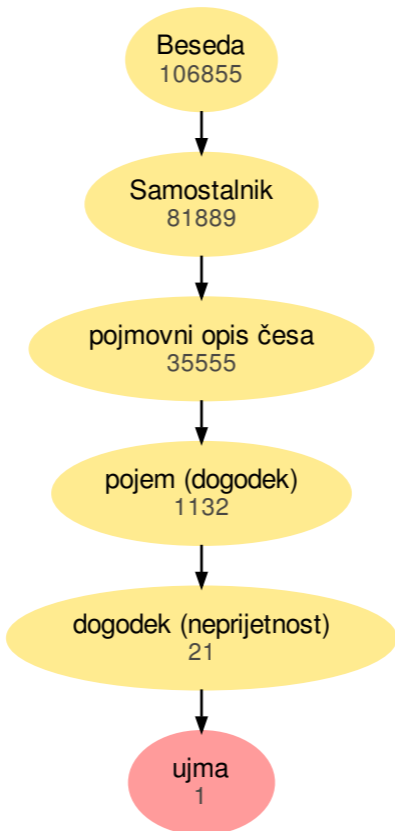 Beseda
106855
Samostalnik
81889
pojmovni opis česa
35555
pojem (dogodek)
1132
dogodek (neprijetnost)
21
ujma
1